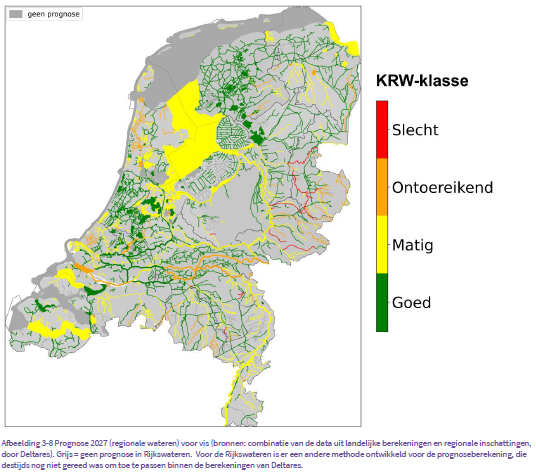 geen prognose
KRW-klasse
Slecht
Ontoereikend
Matig
Goed
Afbeelding 3-8 Prognose 2027 (regionale wateren) voor vis (bronnen: combinatie van de data uit landelijke berekeningen en regionale inschattingen,
door Deltares). Grijs = geen prognose in Rijkswateren. Voor de Rijkswateren is er een andere methode ontwikkeld voor de prognoseberekening, die
destijds nog niet gereed was om toe te passen binnen de berekeningen van Deltares.